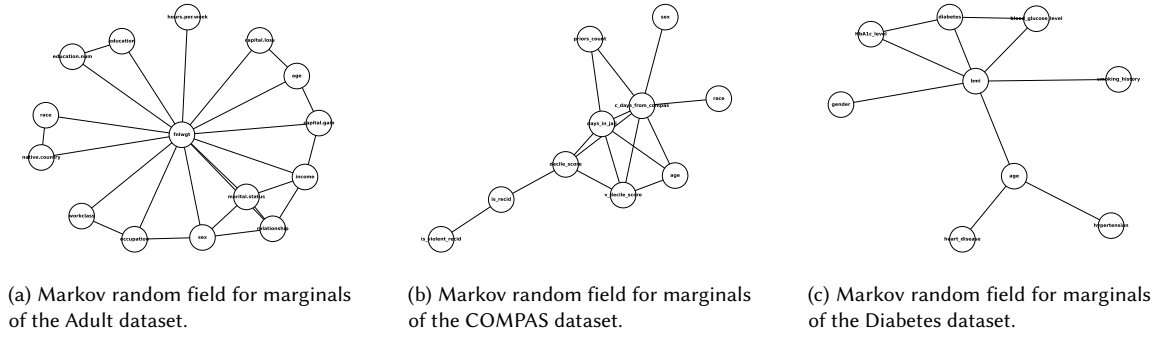 hours.per.week
education
capital.loss
education.num
age
race
capital.gain
fnlwgt
native.country
income
marital.status
workclass
relationship
occupation
sex
sex
priors_count
race
c_days_from_compas
days_in_jail
decile_score
age
v_decile_score
is_recid
is_violent_recid
diabetes
blood_glucose_level
HbA1c_level
bmi
smoking_history
gender
age
heart_disease
hypertension
(a) Markov random field for marginals
of the Adult dataset.
(b) Markov random field for marginals
of the COMPAS dataset.
(c) Markov random field for marginals
of the Diabetes dataset.